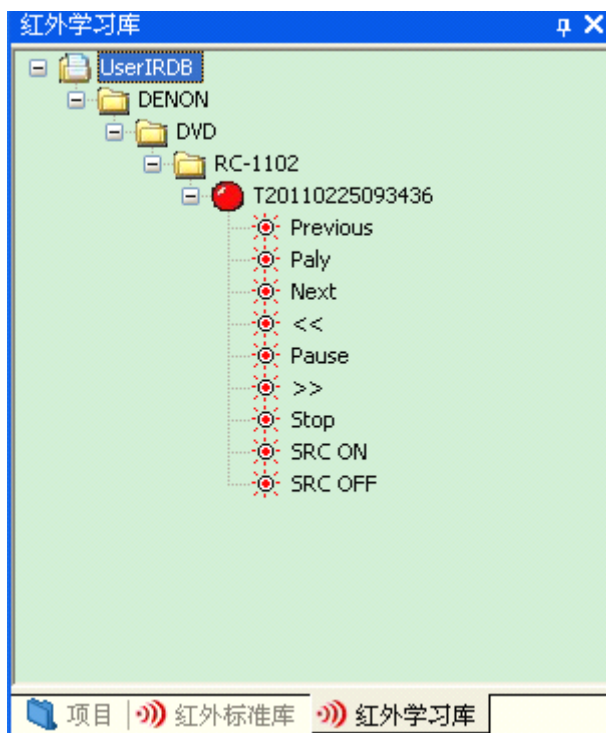 红外学习库
UserIRDB
DENON
DVD
RC-1102
T20110225093436
Previous
Paly
Next
<<
Pause
>>
Stop
SRC ON
SRC OFF
项目 红外标准库 红外学习库